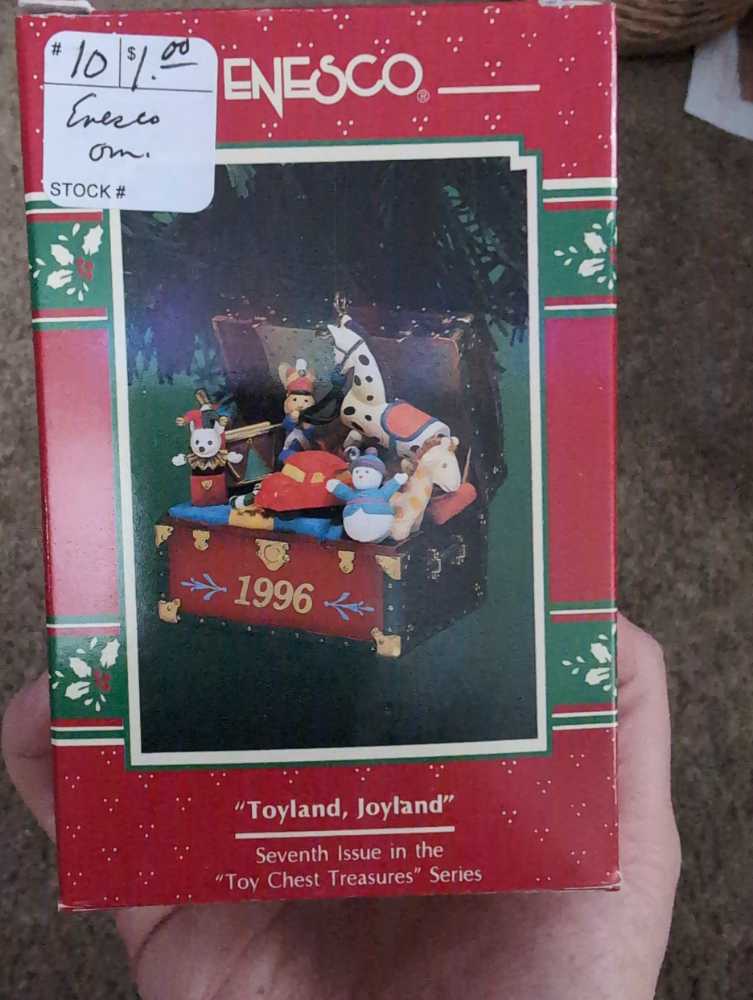 # 10 $1.00
Enesco
orn.
STOCK #
ENESCO®
1996
"Toyland, Joyland"
Seventh Issue in the
"Toy Chest Treasures" Series